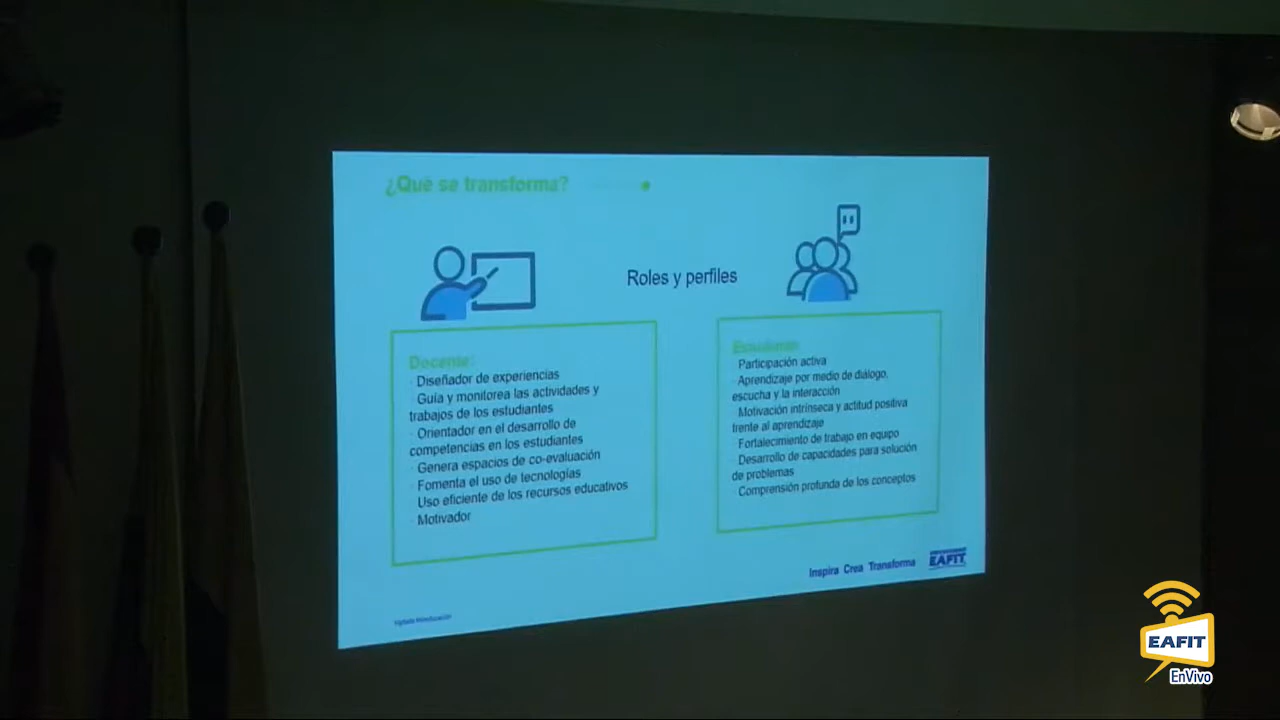 ¿Qué se transforma?
Roles y perfiles
Docente:
· Diseñador de experiencias
· Guía y monitorea las actividades y
trabajos de los estudiantes
· Orientador en el desarrollo de
competencias en los estudiantes
· Genera espacios de co-evaluación
· Fomenta el uso de tecnologías
· Uso eficiente de los recursos educativos
· Motivador
Estudiante:
· Participación activa
· Aprendizaje por medio de diálogo,
escucha y la interacción
· Motivación intrínseca y actitud positiva
frente al aprendizaje
· Fortalecimiento de trabajo en equipo
· Desarrollo de capacidades para solución
de problemas
· Comprensión profunda de los conceptos
Inspira Crea Transforma
EAFIT
EAFIT
EnVivo